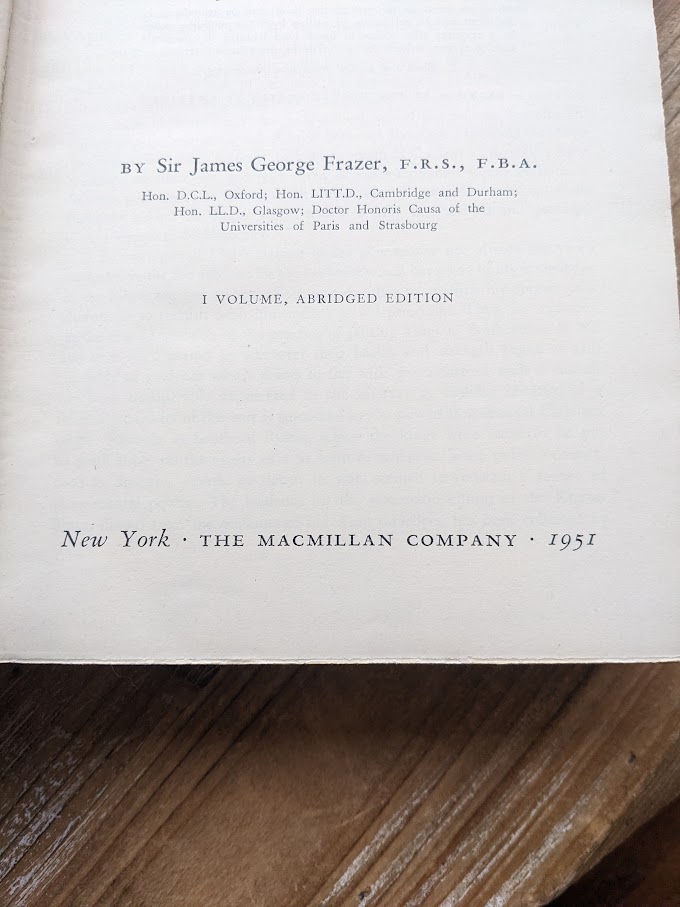 BY Sir James George Frazer, F.R.S., F.B.A.
Hon. D.C.L., Oxford; Hon. LITT.D., Cambridge and Durham;
Hon. LL.D., Glasgow; Doctor Honoris Causa of the
Universities of Paris and Strasbourg
I VOLUME, ABRIDGED EDITION
New York · THE MACMILLAN COMPANY · 1951